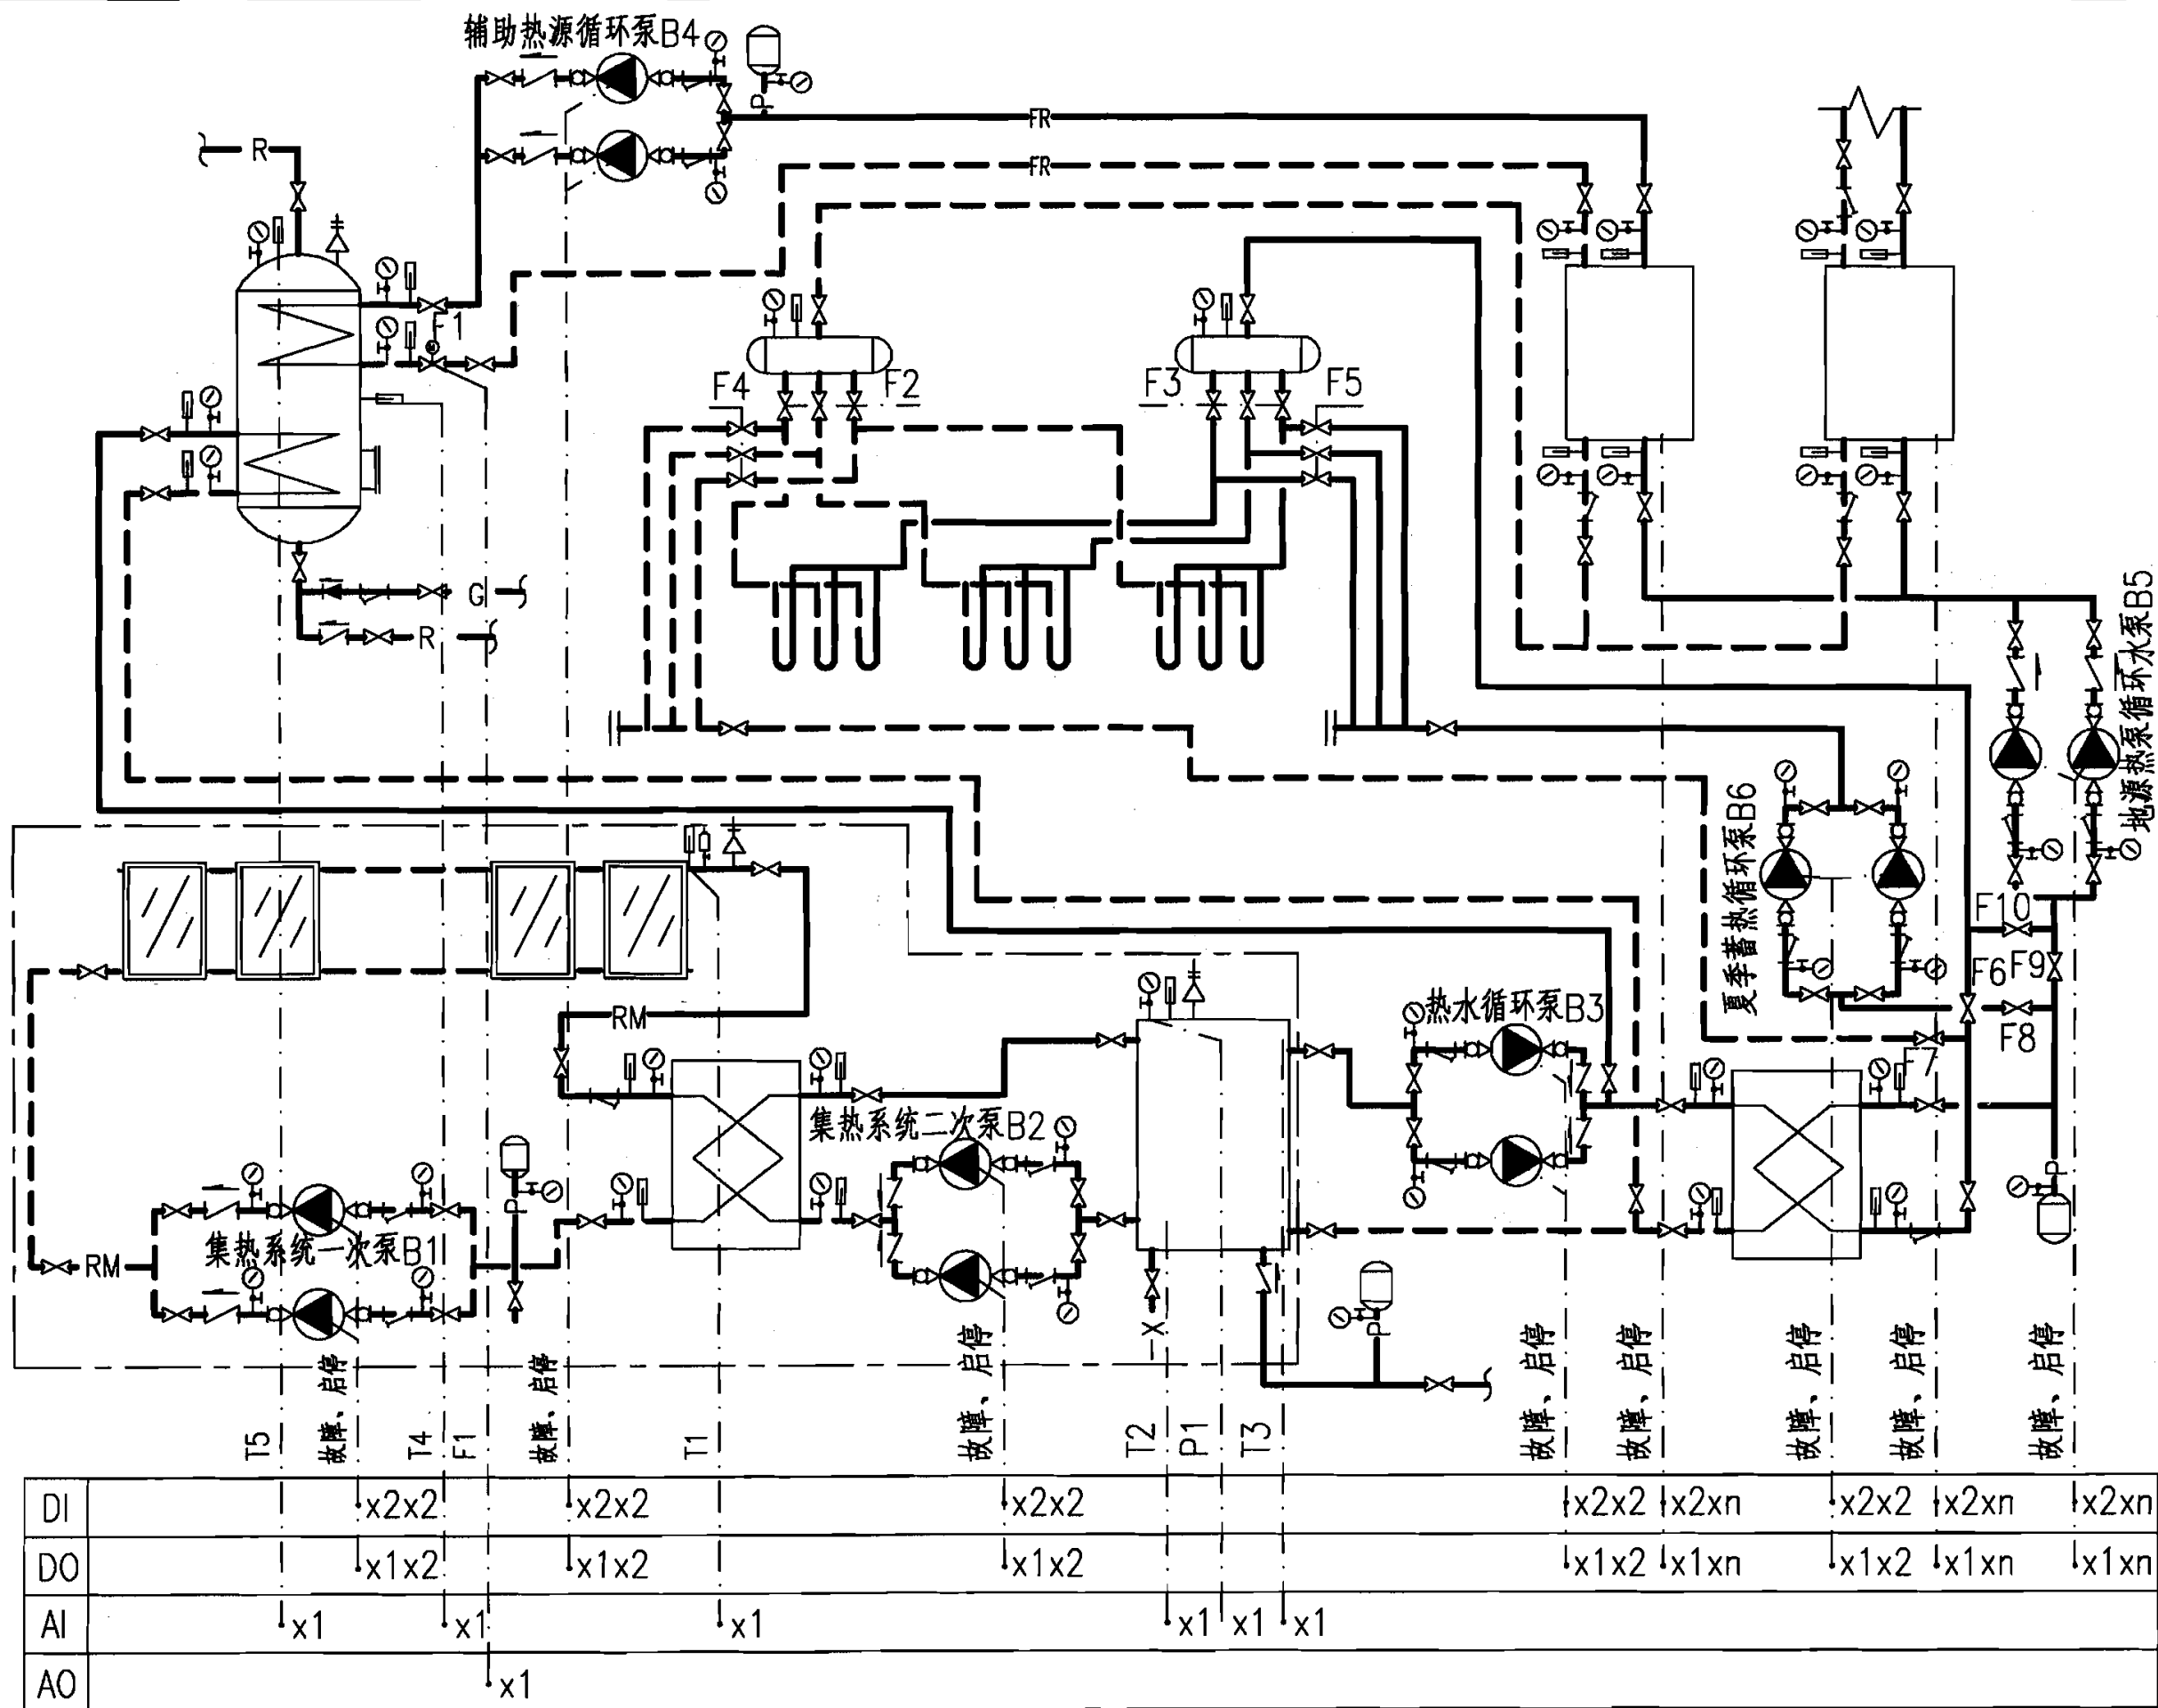 辅助热源循环泵B4
FR
R
FR
F1
F4
F2
F3
F5
G
R
地源热泵循环水泵B5
夏季蓄热循环泵B6
F10
F6
F9
RM
热水循环泵B3
F8
F7
集热系统二次泵B2
P
P
P
集热系统一次泵B1
RM
X
P
T5
故障、启停
T4
F1
故障、启停
T1
故障、启停
T2
P1
T3
故障、启停
故障、启停
故障、启停
故障、启停
故障、启停
DI x2x2 x2x2 x2x2 x2x2 x2xn x2x2 x2xn x2xn
DO x1x2 x1x2 x1x2 x1x2 x1xn x1x2 x1xn x1xn
AI x1 x1 x1 x1 x1 x1
AO x1